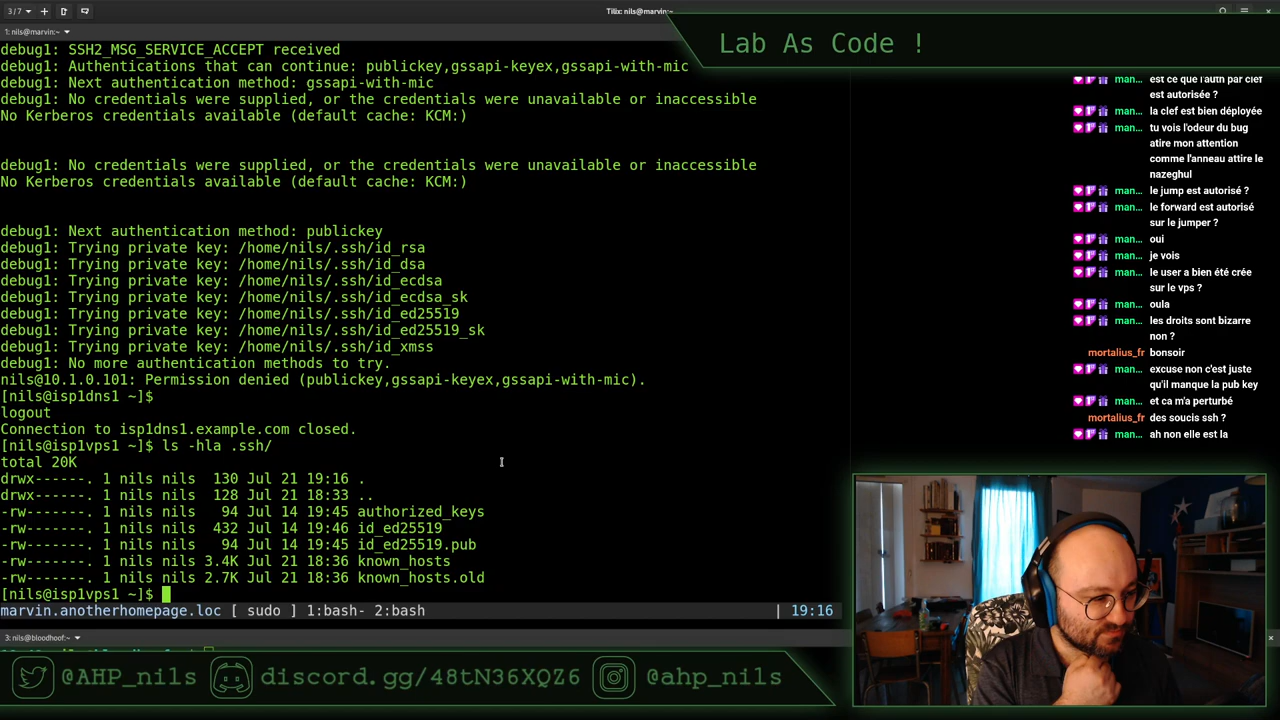 3/7
Tilix: nils@marvin:~
1: nils@marvin:~
Lab As Code !
debug1: SSH2_MSG_SERVICE_ACCEPT received
debug1: Authentications that can continue: publickey,gssapi-keyex,gssapi-with-mic
debug1: Next authentication method: gssapi-with-mic
debug1: No credentials were supplied, or the credentials were unavailable or inaccessible
No Kerberos credentials available (default cache: KCM:)
debug1: No credentials were supplied, or the credentials were unavailable or inaccessible
No Kerberos credentials available (default cache: KCM:)
debug1: Next authentication method: publickey
debug1: Trying private key: /home/nils/.ssh/id_rsa
debug1: Trying private key: /home/nils/.ssh/id_dsa
debug1: Trying private key: /home/nils/.ssh/id_ecdsa
debug1: Trying private key: /home/nils/.ssh/id_ecdsa_sk
debug1: Trying private key: /home/nils/.ssh/id_ed25519
debug1: Trying private key: /home/nils/.ssh/id_ed25519_sk
debug1: Trying private key: /home/nils/.ssh/id_xmss
debug1: No more authentication methods to try.
nils@10.1.0.101: Permission denied (publickey,gssapi-keyex,gssapi-with-mic).
[nils@isp1dns1 ~]$
logout
Connection to isp1dns1.example.com closed.
[nils@isp1vps1 ~]$ ls -hla .ssh/
total 20K
drwx------. 1 nils nils  130 Jul 21 19:16 .
drwx------. 1 nils nils  128 Jul 21 18:33 ..
-rw-------. 1 nils nils   94 Jul 14 19:45 authorized_keys
-rw-------. 1 nils nils  432 Jul 14 19:46 id_ed25519
-rw-------. 1 nils nils   94 Jul 14 19:45 id_ed25519.pub
-rw-------. 1 nils nils 3.4K Jul 21 18:36 known_hosts
-rw-------. 1 nils nils 2.7K Jul 21 18:36 known_hosts.old
[nils@isp1vps1 ~]$
marvin.anotherhomepage.loc [ sudo ] 1:bash- 2:bash | 19:16
3: nils@bloodhoof:~
man... est ce que l'auth par clef
est autorisée ?
man... la clef est bien déployée
man... tu vois l'odeur du bug
atire mon attention
comme l'anneau attire le
nazeghul
man... le jump est autorisé ?
man... le forward est autorisé
sur le jumper ?
man... oui
man... je vois
man... le user a bien été crée
sur le vps ?
man... oula
man... les droits sont bizarre
non ?
mortalius_fr bonsoir
man... excuse non c'est juste
qu'il manque la pub key
man... et ca m'a perturbé
mortalius_fr des soucis ssh ?
man... ah non elle est la
@AHP_nils discord.gg/48tN36XQZ6 @ahp_nils